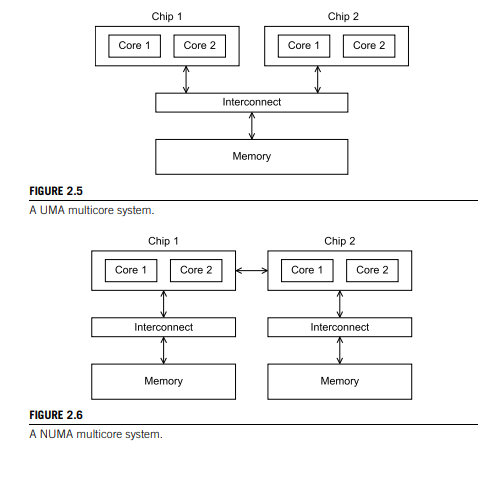 Chip 1 Chip 2
Core 1 Core 2 Core 1 Core 2
Interconnect
Memory
FIGURE 2.5
A UMA multicore system.
Chip 1 Chip 2
Core 1 Core 2 Core 1 Core 2
Interconnect Interconnect
Memory Memory
FIGURE 2.6
A NUMA multicore system.